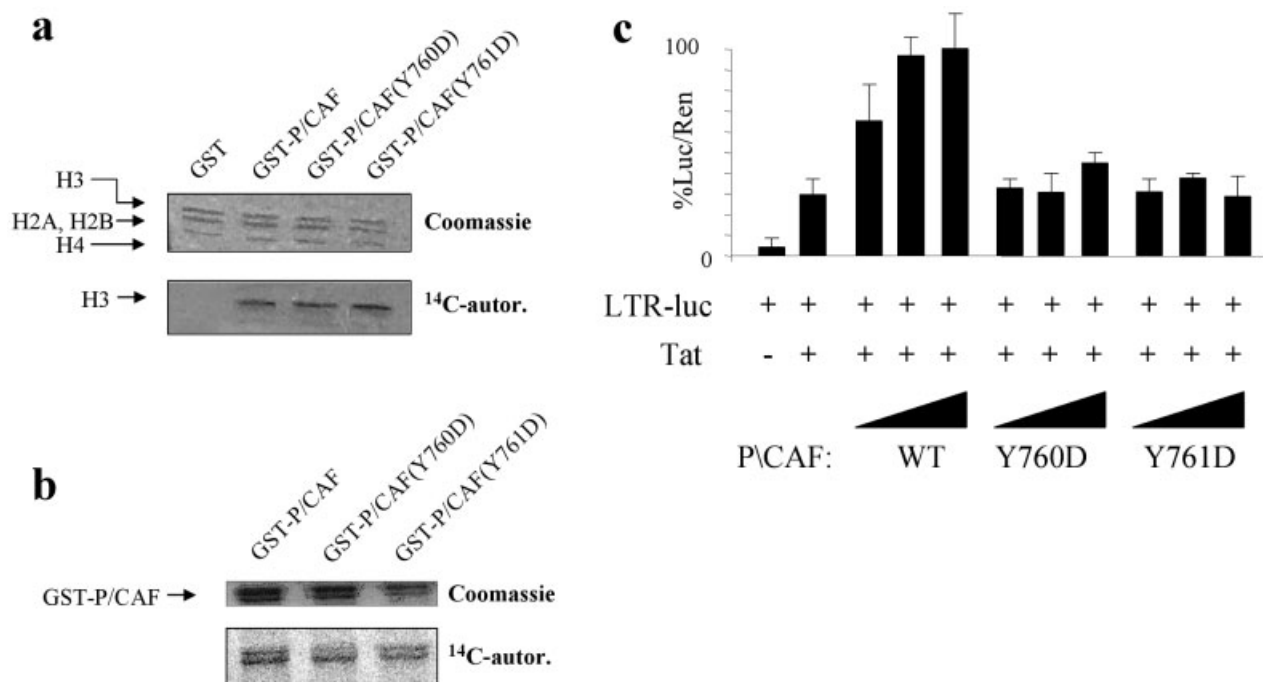 a
GST
GST-P/CAF
GST-P/CAF(Y760D)
GST-P/CAF(Y761D)
H3
H2A, H2B
H4
Coomassie
H3
¹⁴C-autor.
b
GST-P/CAF
GST-P/CAF(Y760D)
GST-P/CAF(Y761D)
GST-P/CAF
Coomassie
¹⁴C-autor.
c
100
%Luc/Ren
0
LTR-luc + + + + + + + + + + +
Tat - + + + + + + + + + +
P\CAF: WT Y760D Y761D